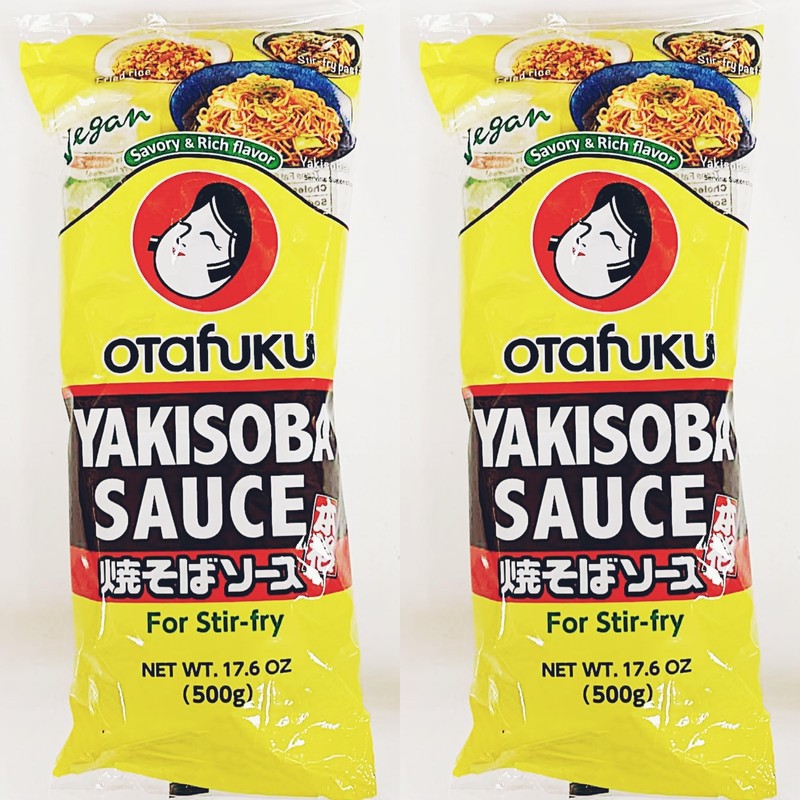 Fried rice
Stir-fry pasta
Vegan
Savory & Rich flavor
Yakisoba
OTafuKU
YAKISOBA
SAUCE
本格
焼そばソース
For Stir-fry
NET WT. 17.6 OZ
(500g)
Fried rice
Stir-fry pasta
Vegan
Savory & Rich flavor
Yakisoba
OTafuKU
YAKISOBA
SAUCE
本格
焼そばソース
For Stir-fry
NET WT. 17.6 OZ
(500g)